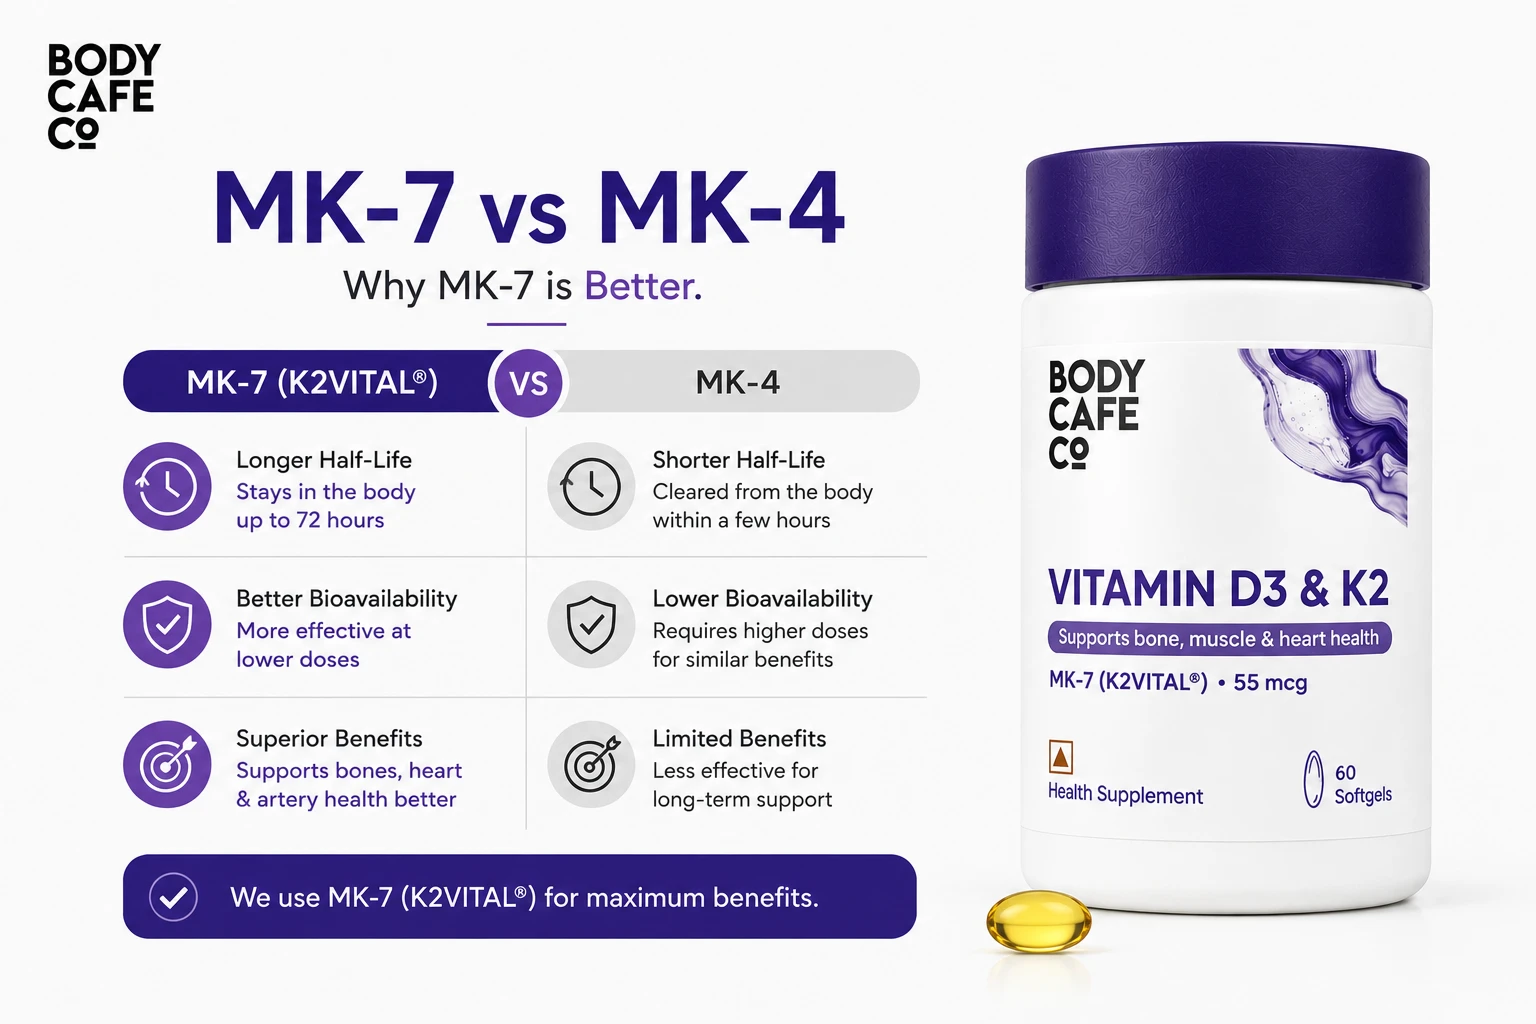 BODY
CAFE
Co
MK-7 vs MK-4
Why MK-7 is Better.
MK-7 (K2VITAL®)
VS
MK-4
Longer Half-Life
Stays in the body
up to 72 hours
Shorter Half-Life
Cleared from the body
within a few hours
Better Bioavailability
More effective at
lower doses
Lower Bioavailability
Requires higher doses
for similar benefits
Superior Benefits
Supports bones, heart
& artery health better
Limited Benefits
Less effective for
long-term support
We use MK-7 (K2VITAL®) for maximum benefits.
BODY
CAFE
Co
VITAMIN D3 & K2
Supports bone, muscle & heart health
MK-7 (K2VITAL®) • 55 mcg
Health Supplement
60
Softgels